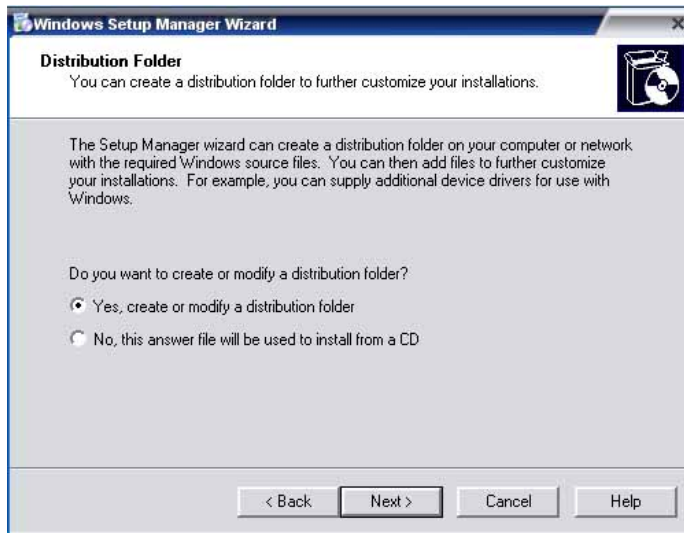 Windows Setup Manager Wizard
Distribution Folder
You can create a distribution folder to further customize your installations.
The Setup Manager wizard can create a distribution folder on your computer or network
with the required Windows source files. You can then add files to further customize
your installations. For example, you can supply additional device drivers for use with
Windows.
Do you want to create or modify a distribution folder?
Yes, create or modify a distribution folder
No, this answer file will be used to install from a CD
< Back
Next >
Cancel
Help